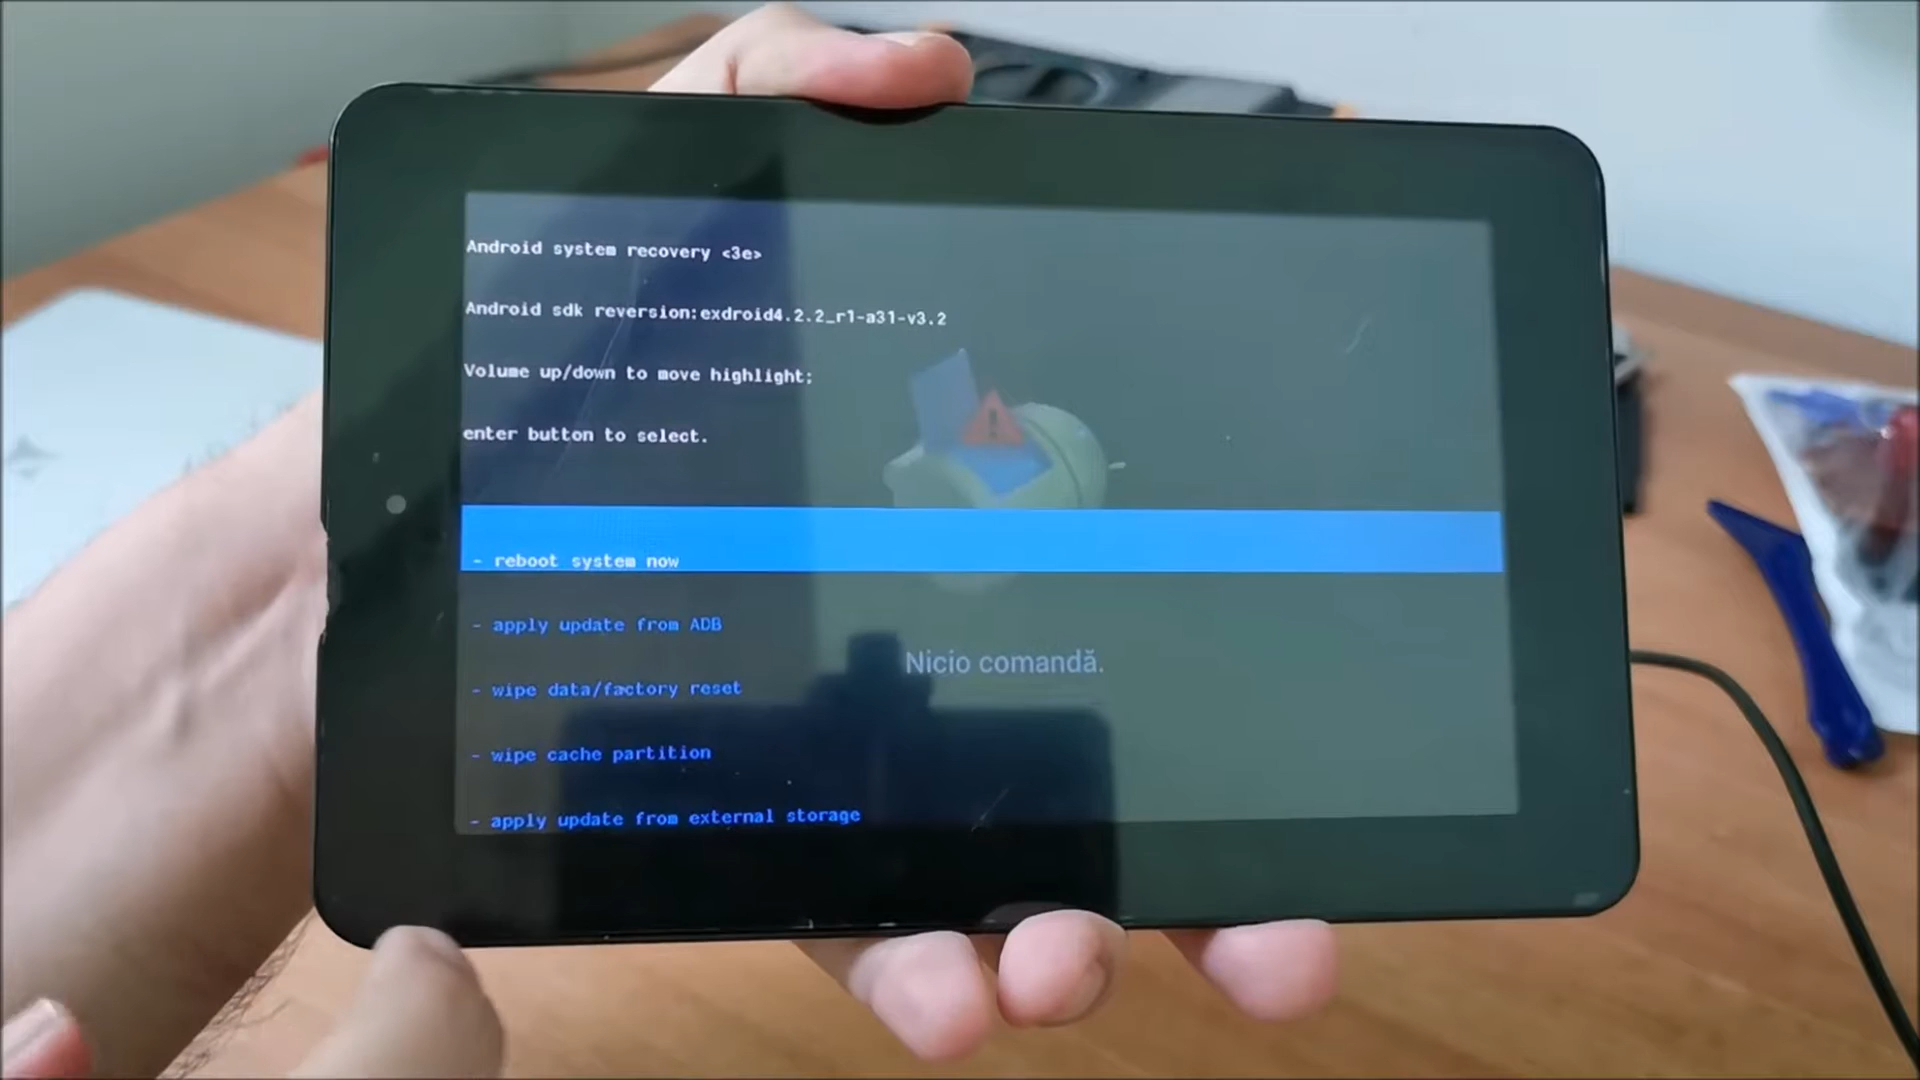 Android system recovery <3e>
Android sdk reversion:exdroid4.2.2_r1-a31-v3.2
Volume up/down to move highlight;
enter button to select.
- reboot system now
- apply update from ADB
Nicio comandă.
- wipe data/factory reset
- wipe cache partition
- apply update from external storage